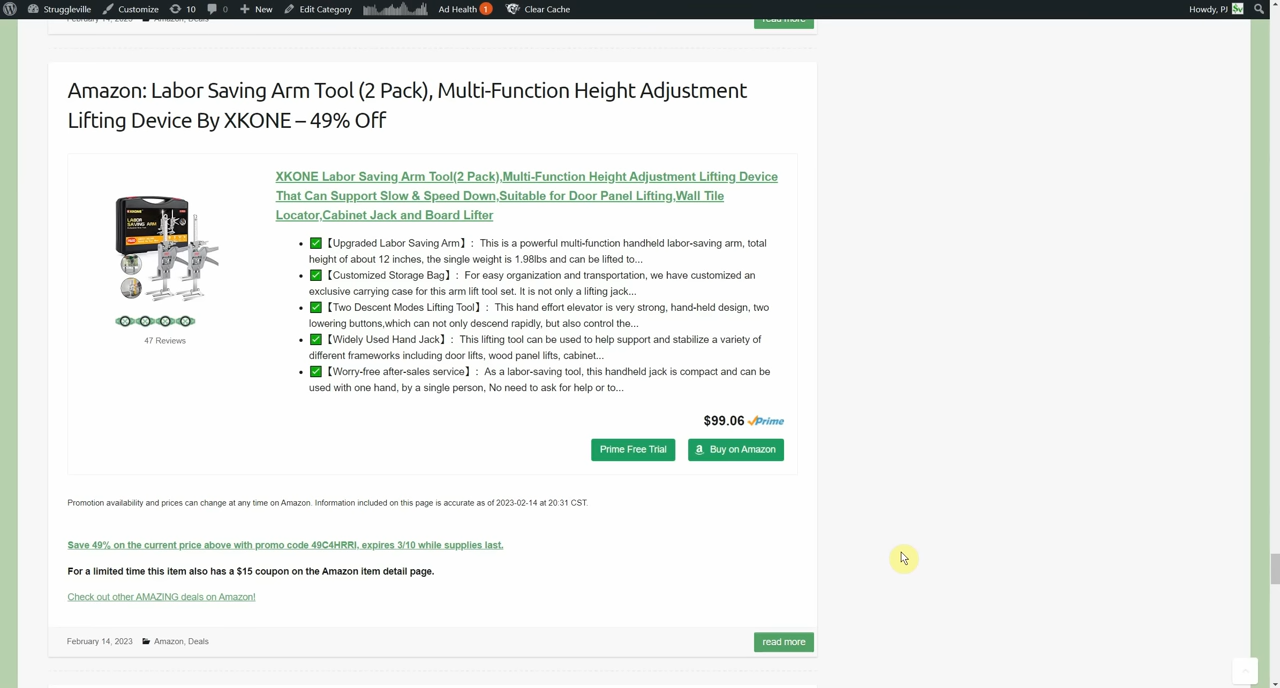 Struggleville Customize 10 0 New Edit Category Ad Health 1 Clear Cache Howdy, PJ
February 14, 2023 Amazon, Deals read more
Amazon: Labor Saving Arm Tool (2 Pack), Multi-Function Height Adjustment
Lifting Device By XKONE – 49% Off
XKONE Labor Saving Arm Tool(2 Pack),Multi-Function Height Adjustment Lifting Device
That Can Support Slow & Speed Down,Suitable for Door Panel Lifting,Wall Tile
Locator,Cabinet Jack and Board Lifter
LABOR
SAVING ARM
47 Reviews
• ✅【Upgraded Labor Saving Arm】: This is a powerful multi-function handheld labor-saving arm, total
height of about 12 inches, the single weight is 1.98lbs and can be lifted to...
• ✅【Customized Storage Bag】: For easy organization and transportation, we have customized an
exclusive carrying case for this arm lift tool set. It is not only a lifting jack...
• ✅【Two Descent Modes Lifting Tool】: This hand effort elevator is very strong, hand-held design, two
lowering buttons,which can not only descend rapidly, but also control the...
• ✅【Widely Used Hand Jack】: This lifting tool can be used to help support and stabilize a variety of
different frameworks including door lifts, wood panel lifts, cabinet...
• ✅【Worry-free after-sales service】: As a labor-saving tool, this handheld jack is compact and can be
used with one hand, by a single person, No need to ask for help or to...
$99.06 Prime
Prime Free Trial Buy on Amazon
Promotion availability and prices can change at any time on Amazon. Information included on this page is accurate as of 2023-02-14 at 20:31 CST.
Save 49% on the current price above with promo code 49C4HRRI, expires 3/10 while supplies last.
For a limited time this item also has a $15 coupon on the Amazon item detail page.
Check out other AMAZING deals on Amazon!
February 14, 2023 Amazon, Deals read more